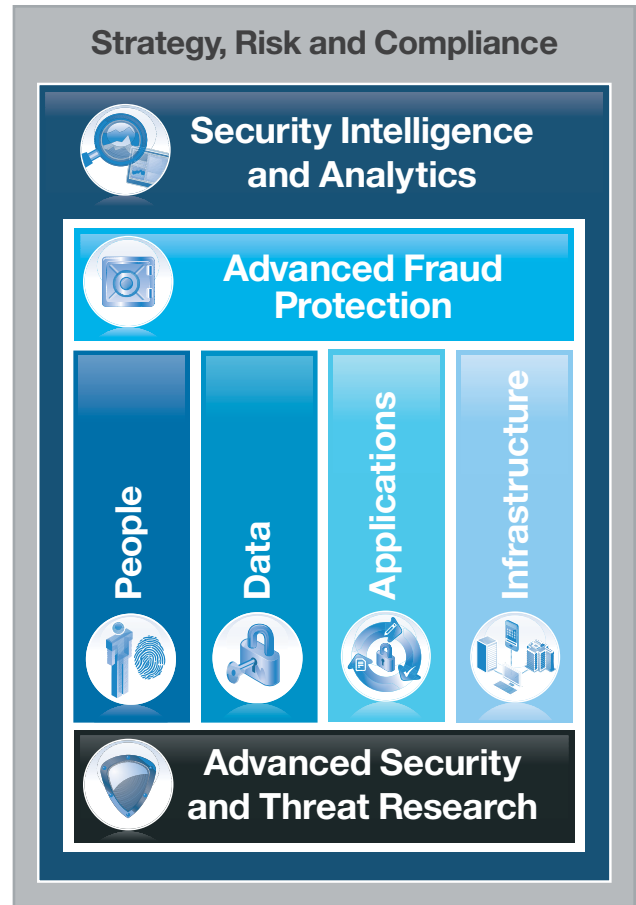 Strategy, Risk and Compliance
Security Intelligence
and Analytics
Advanced Fraud
Protection
People
Data
Applications
Infrastructure
Advanced Security
and Threat Research